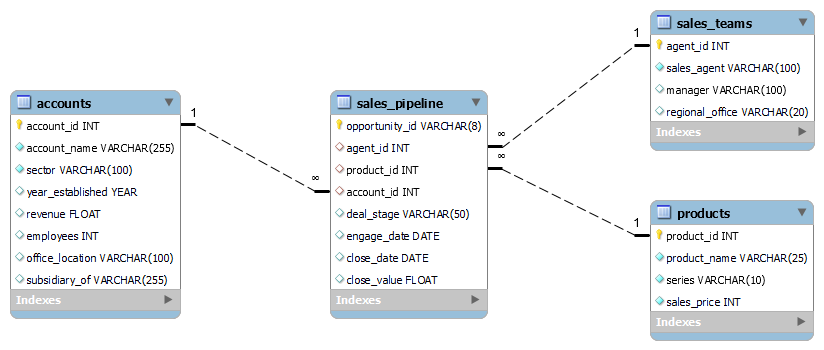 accounts
account_id INT
account_name VARCHAR(255)
sector VARCHAR(100)
year_established YEAR
revenue FLOAT
employees INT
office_location VARCHAR(100)
subsidiary_of VARCHAR(255)
Indexes
1
∞
sales_pipeline
opportunity_id VARCHAR(8)
agent_id INT
product_id INT
account_id INT
deal_stage VARCHAR(50)
engage_date DATE
close_date DATE
close_value FLOAT
Indexes
∞
∞
1
sales_teams
agent_id INT
sales_agent VARCHAR(100)
manager VARCHAR(100)
regional_office VARCHAR(20)
Indexes
1
products
product_id INT
product_name VARCHAR(25)
series VARCHAR(10)
sales_price INT
Indexes